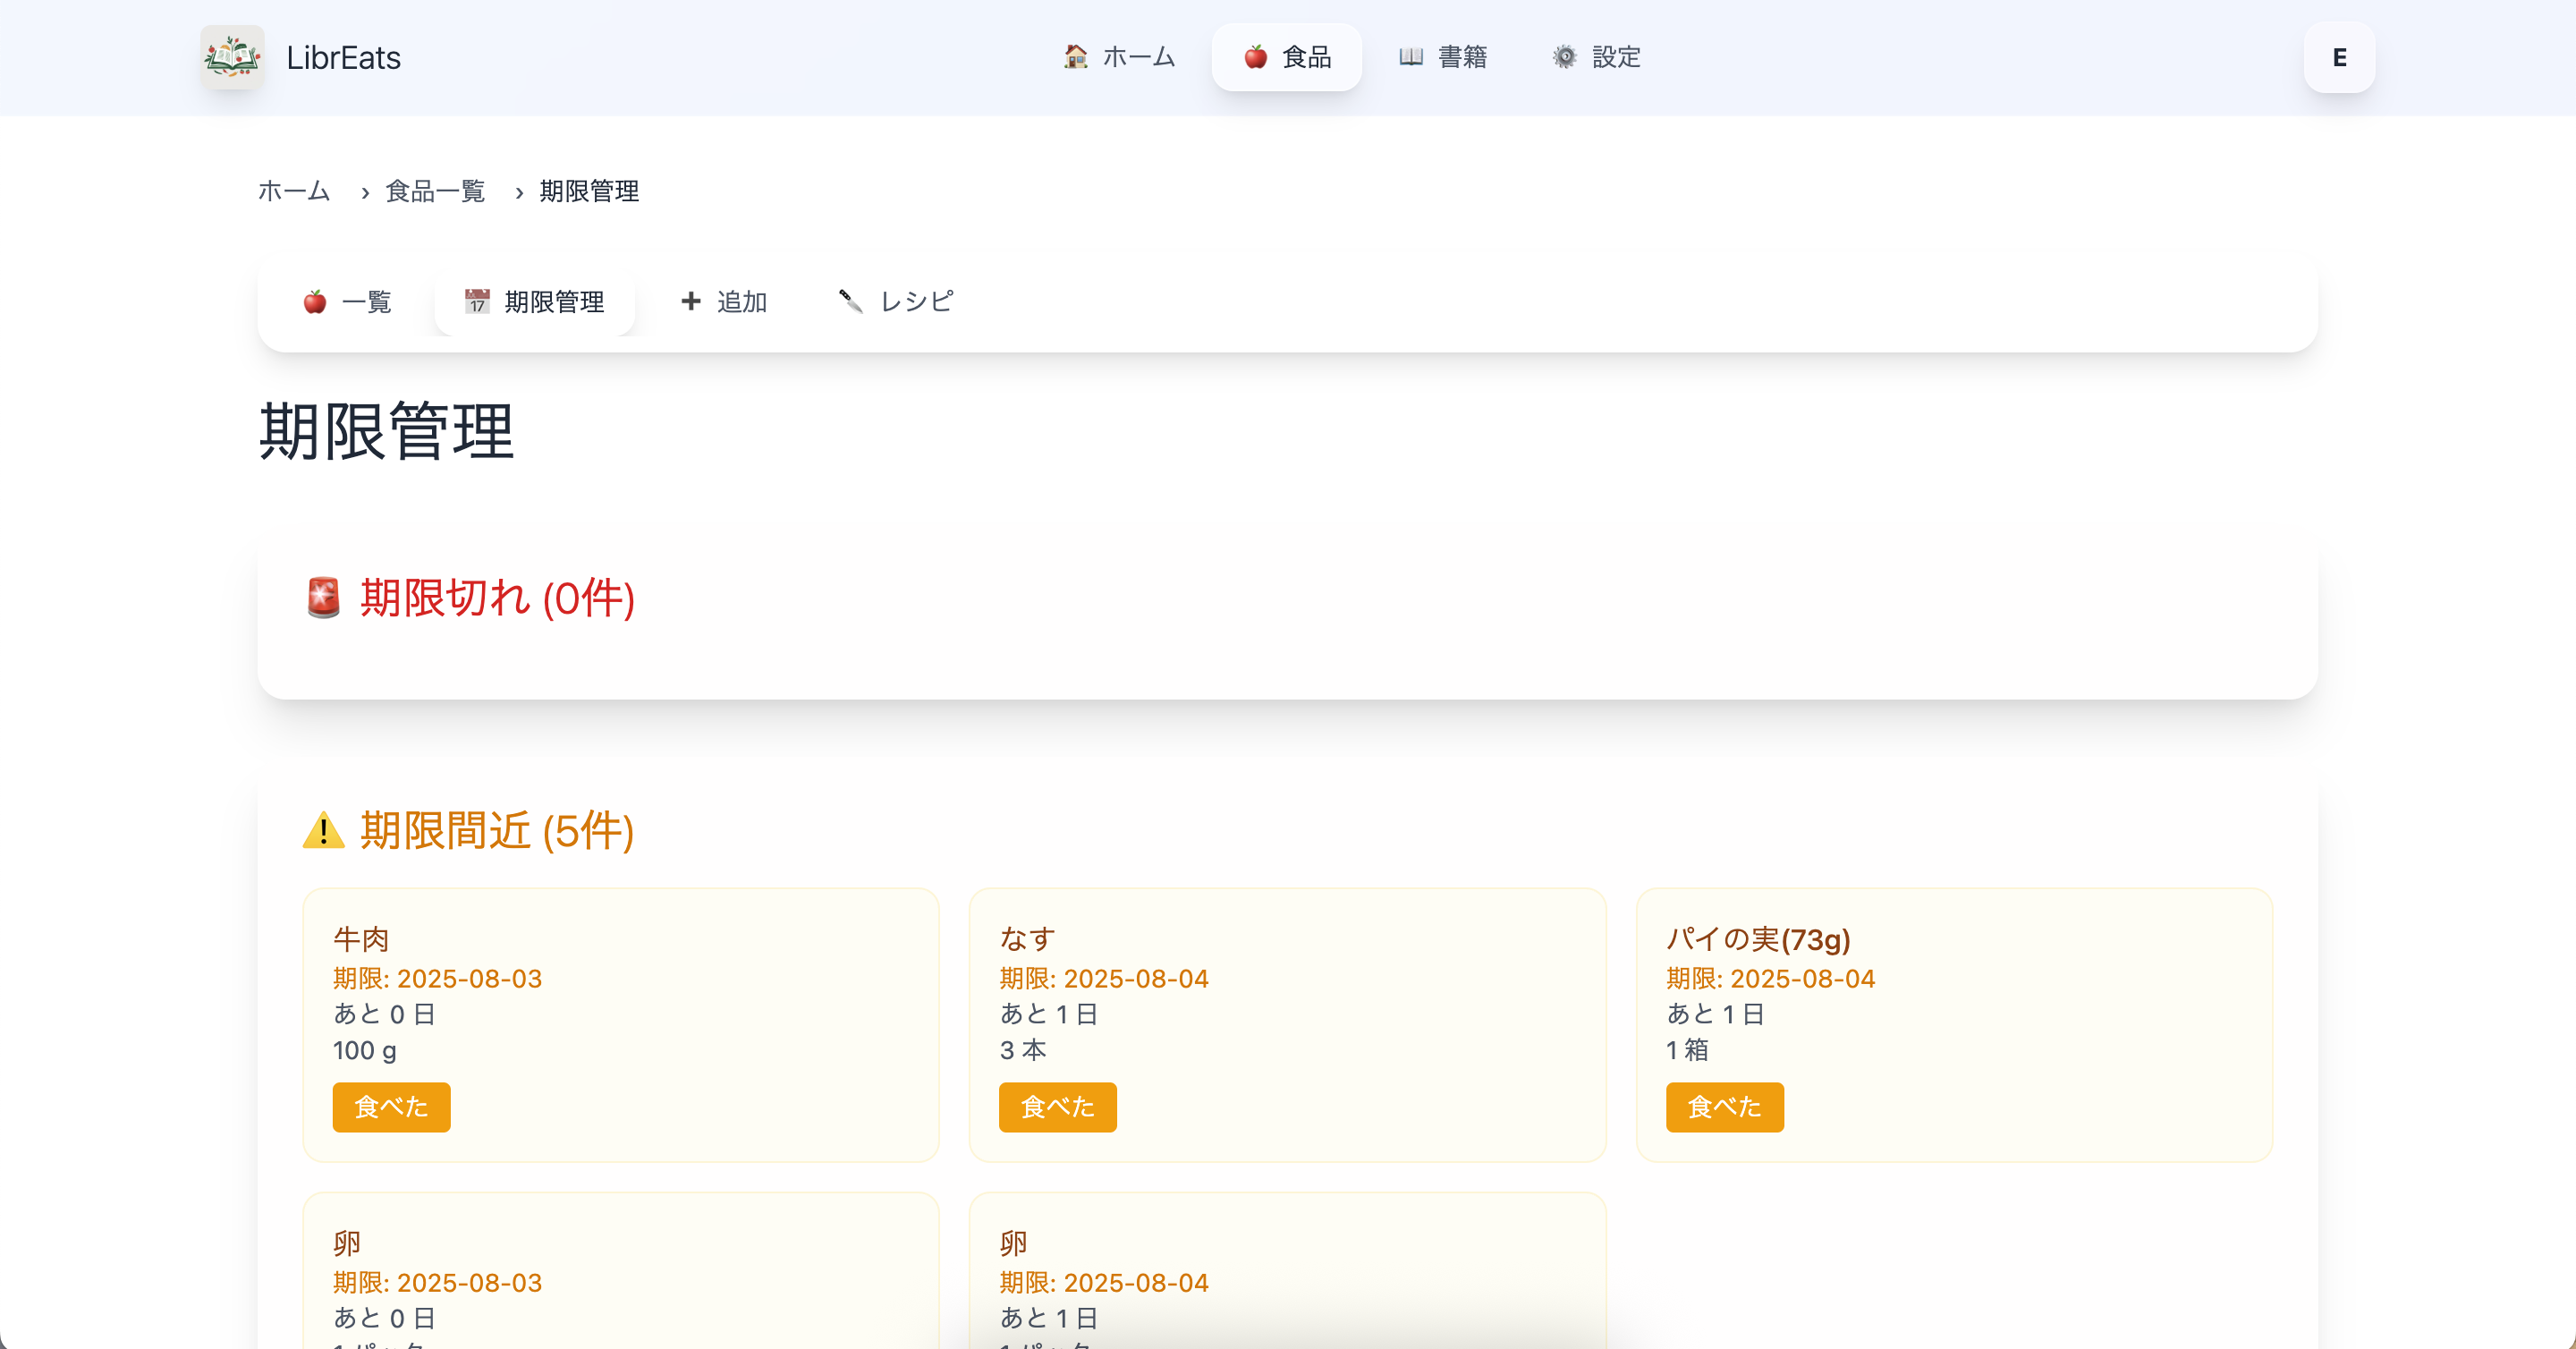 LibrEats
ホーム 食品 書籍 設定
E
ホーム › 食品一覧 › 期限管理
一覧 期限管理 追加 レシピ
期限管理
期限切れ (0件)
期限間近 (5件)
牛肉
期限: 2025-08-03
あと 0 日
100 g
食べた
なす
期限: 2025-08-04
あと 1 日
3 本
食べた
パイの実(73g)
期限: 2025-08-04
あと 1 日
1 箱
食べた
卵
期限: 2025-08-03
あと 0 日
卵
期限: 2025-08-04
あと 1 日